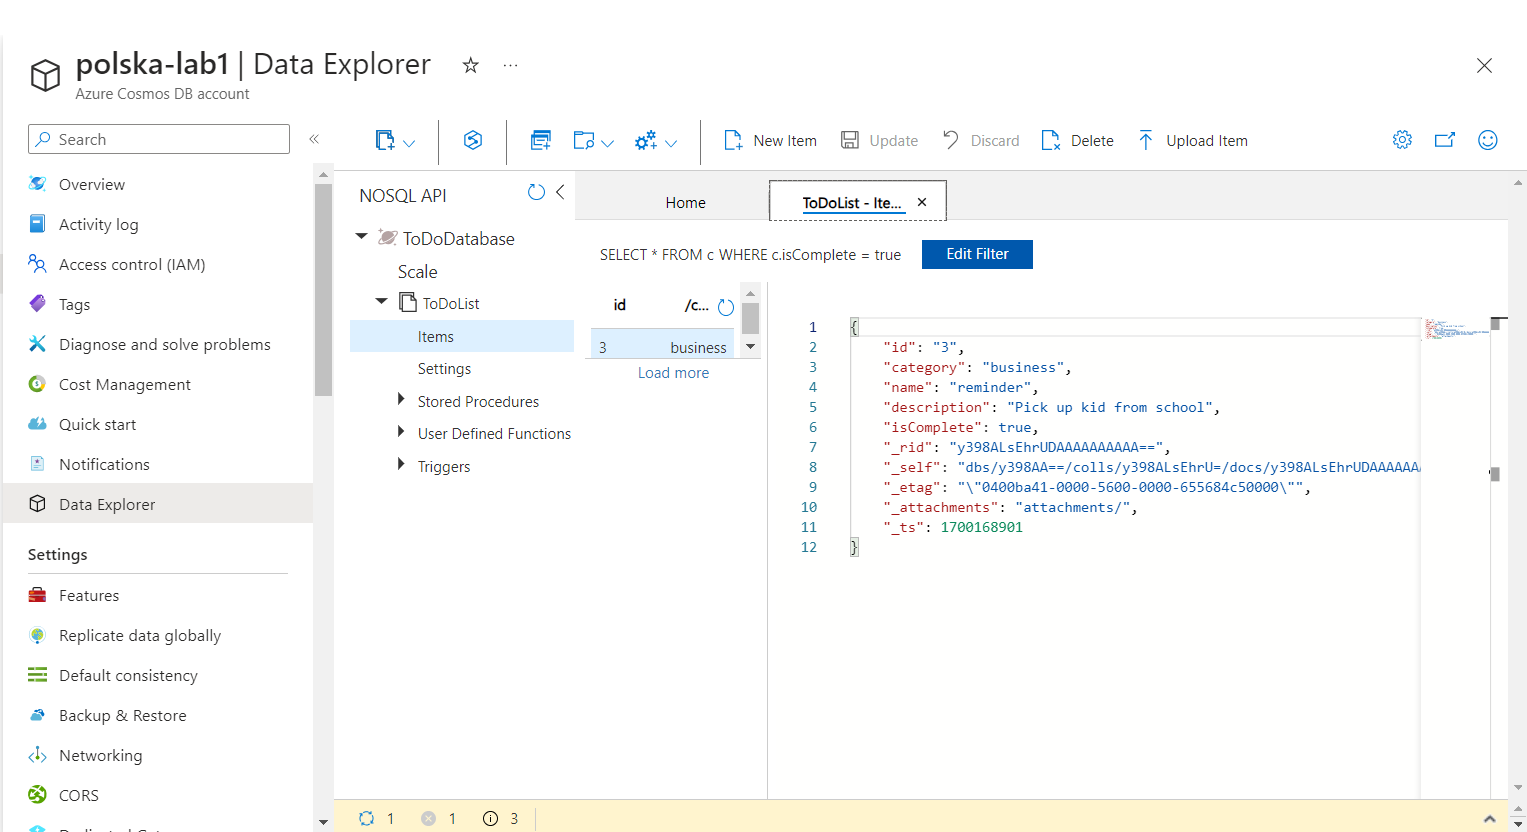 polska-lab1 | Data Explorer
Azure Cosmos DB account
Search
Overview
Activity log
Access control (IAM)
Tags
Diagnose and solve problems
Cost Management
Quick start
Notifications
Data Explorer
Settings
Features
Replicate data globally
Default consistency
Backup & Restore
Networking
CORS
New Item
Update
Discard
Delete
Upload Item
NOSQL API
ToDoDatabase
Scale
ToDoList
Items
Settings
Stored Procedures
User Defined Functions
Triggers
Home
ToDoList - Ite...
SELECT * FROM c WHERE c.isComplete = true
Edit Filter
id /c...
3 business
Load more
1 {
2 "id": "3",
3 "category": "business",
4 "name": "reminder",
5 "description": "Pick up kid from school",
6 "isComplete": true,
7 "_rid": "y398ALsEhrUDAAAAAAAAAA==",
8 "_self": "dbs/y398AA==/colls/y398ALsEhrU=/docs/y398ALsEhrUDAAAAAA
9 "_etag": "\"0400ba41-0000-5600-0000-655684c50000\"",
10 "_attachments": "attachments/",
11 "_ts": 1700168901
12 }
1 1 3